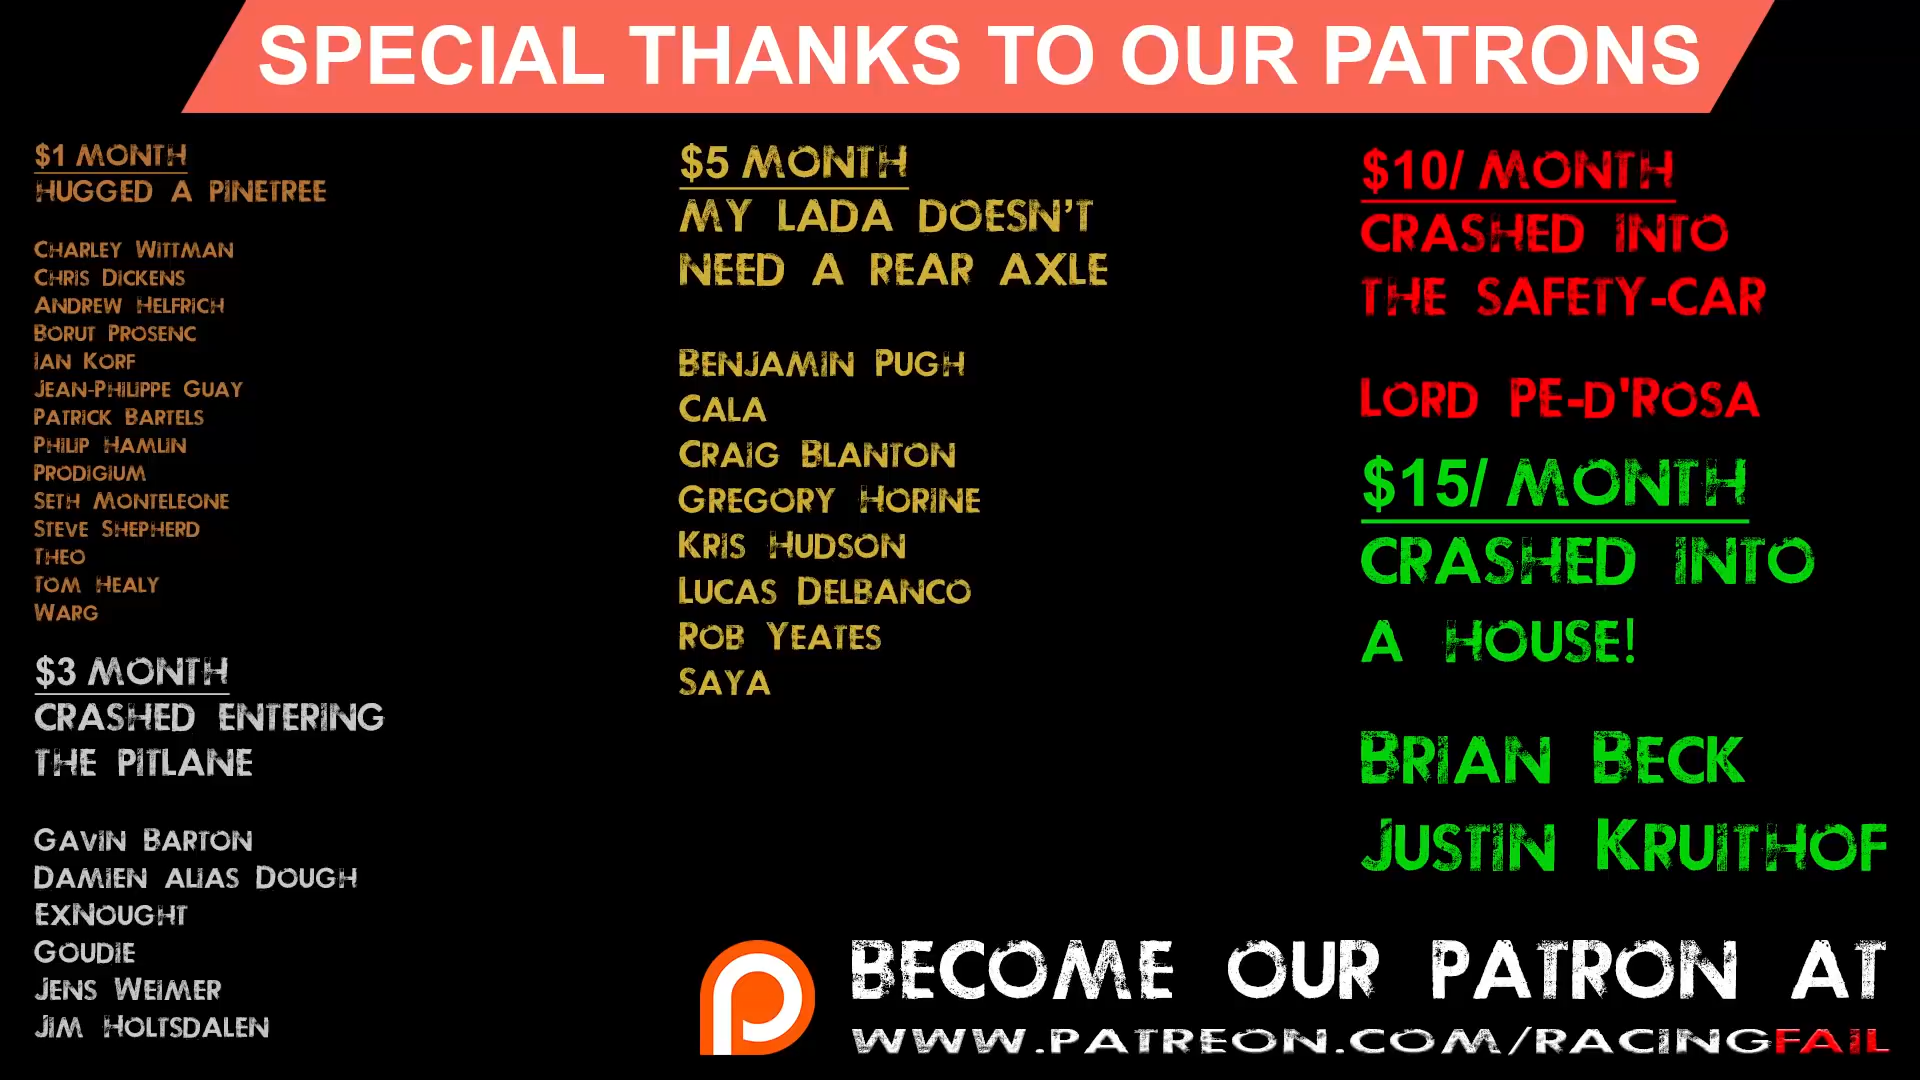 SPECIAL THANKS TO OUR PATRONS
$1 MONTH
HUGGED A PINETREE
CHARLEY WITTMAN
CHRIS DICKENS
ANDREW HELFRICH
BORUT PROSENC
IAN KORF
JEAN-PHILIPPE GUAY
PATRICK BARTELS
PHILIP HAMLIN
PRODIGIUM
SETH MONTELEONE
STEVE SHEPHERD
THEO
TOM HEALY
WARG
$3 MONTH
CRASHED ENTERING
THE PITLANE
GAVIN BARTON
DAMIEN ALIAS DOUGH
EXNOUGHT
GOUDIE
JENS WEIMER
JIM HOLTSDALEN
$5 MONTH
MY LADA DOESN'T
NEED A REAR AXLE
BENJAMIN PUGH
CALA
CRAIG BLANTON
GREGORY HORINE
KRIS HUDSON
LUCAS DELBANCO
ROB YEATES
SAYA
$10/ MONTH
CRASHED INTO
THE SAFETY-CAR
LORD PE-D'ROSA
$15/ MONTH
CRASHED INTO
A HOUSE!
BRIAN BECK
JUSTIN KRUITHOF
BECOME OUR PATRON AT
WWW.PATREON.COM/RACINGFAIL